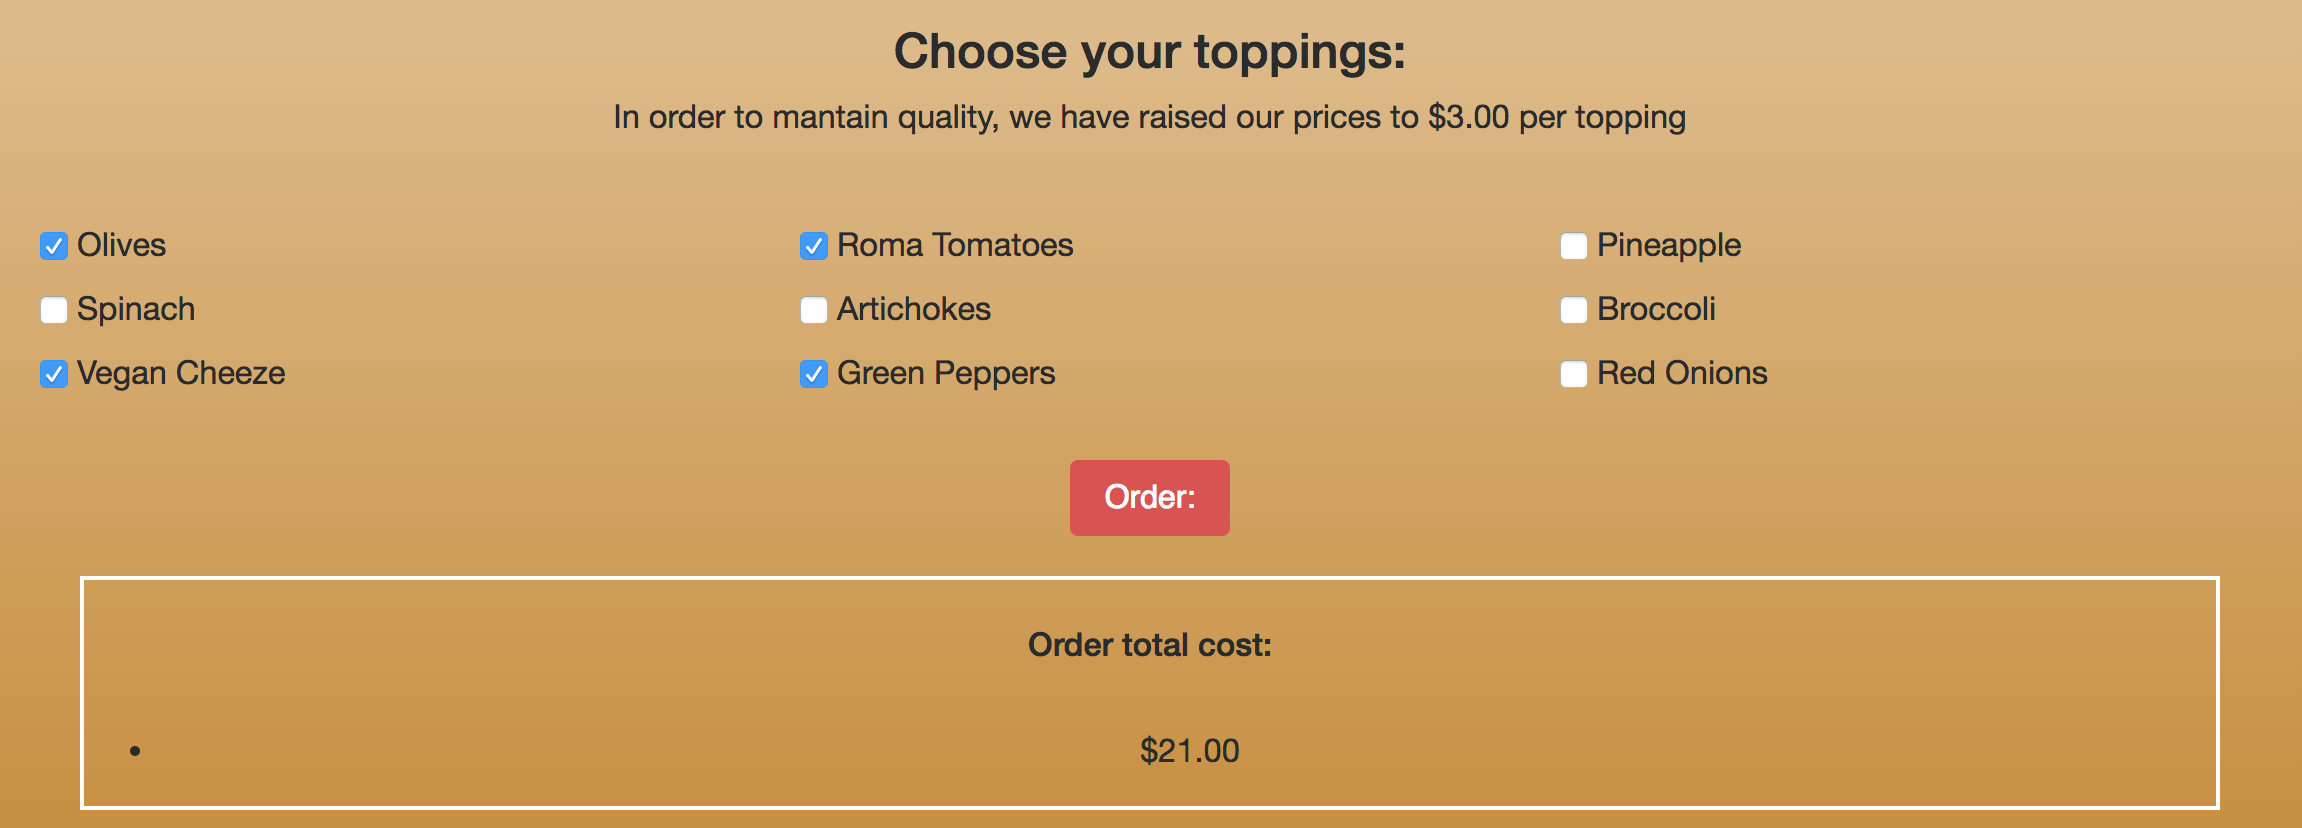 Choose your toppings:
In order to mantain quality, we have raised our prices to $3.00 per topping
Olives Roma Tomatoes Pineapple
Spinach Artichokes Broccoli
Vegan Cheeze Green Peppers Red Onions
Order:
Order total cost:
• $21.00